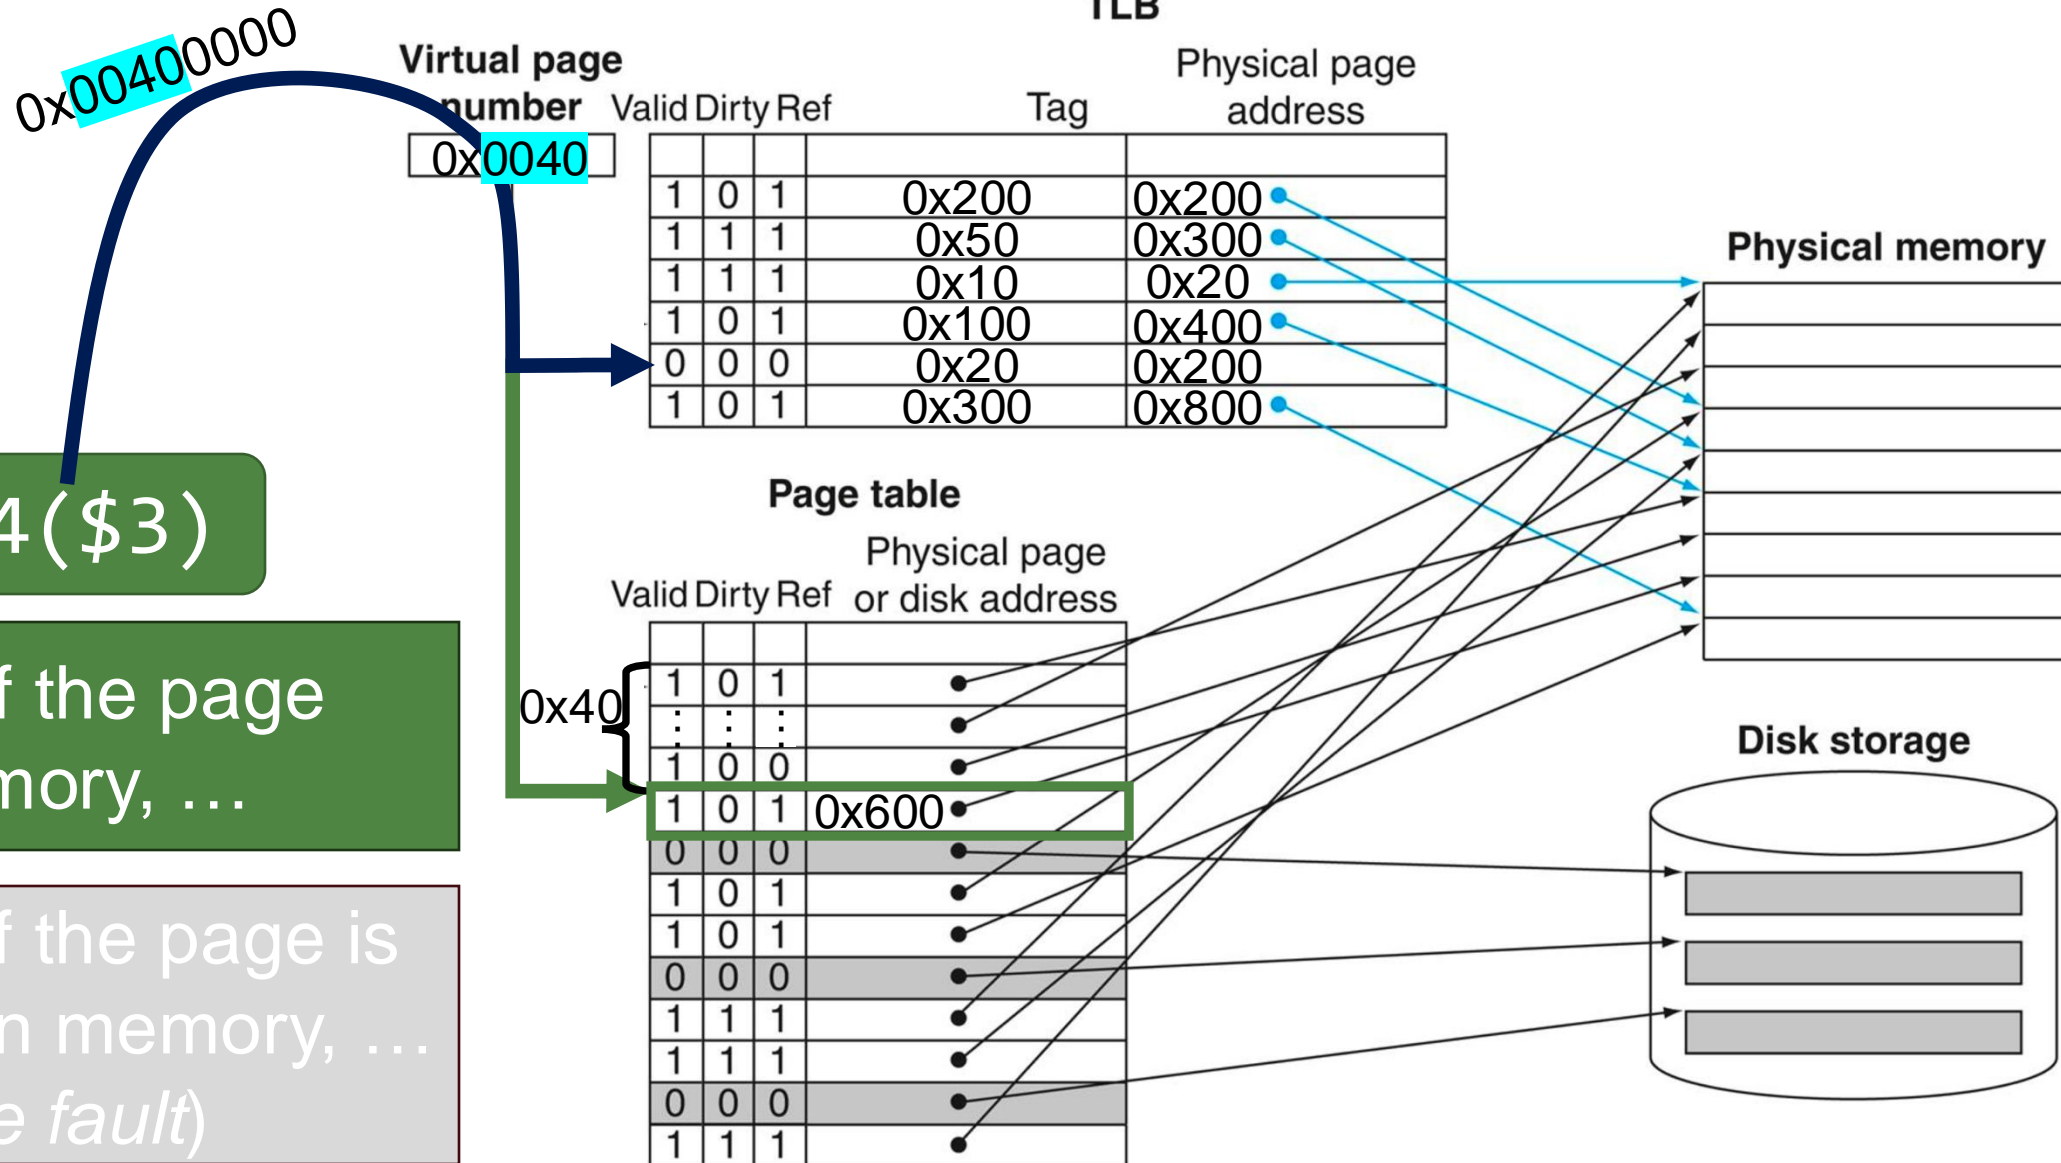 TLB
0x00400000
Virtual page
number
Valid Dirty Ref
Tag
Physical page
address
0x0040
1 0 1 0x200 0x200
1 1 1 0x50 0x300
1 1 1 0x10 0x20
1 0 1 0x100 0x400
0 0 0 0x20 0x200
1 0 1 0x300 0x800
Physical memory
4($3)
Page table
Physical page
or disk address
Valid Dirty Ref
0x40
1 0 1
⋮ ⋮ ⋮
1 0 0
1 0 1 0x600
0 0 0
1 0 1
1 0 1
0 0 0
1 1 1
1 1 1
0 0 0
1 1 1
f the page
mory, …
f the page is
n memory, …
e fault)
Disk storage